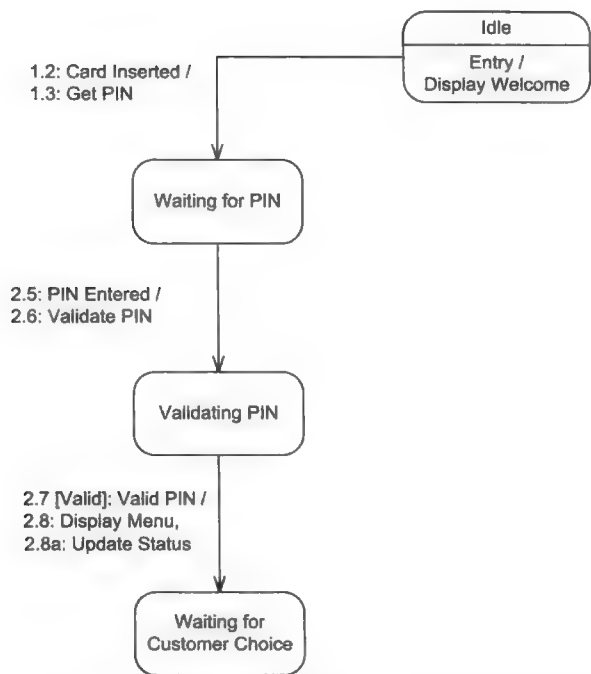 Idle
Entry /
Display Welcome
1.2: Card Inserted /
1.3: Get PIN
Waiting for PIN
2.5: PIN Entered /
2.6: Validate PIN
Validating PIN
2.7 [Valid]: Valid PIN /
2.8: Display Menu,
2.8a: Update Status
Waiting for
Customer Choice